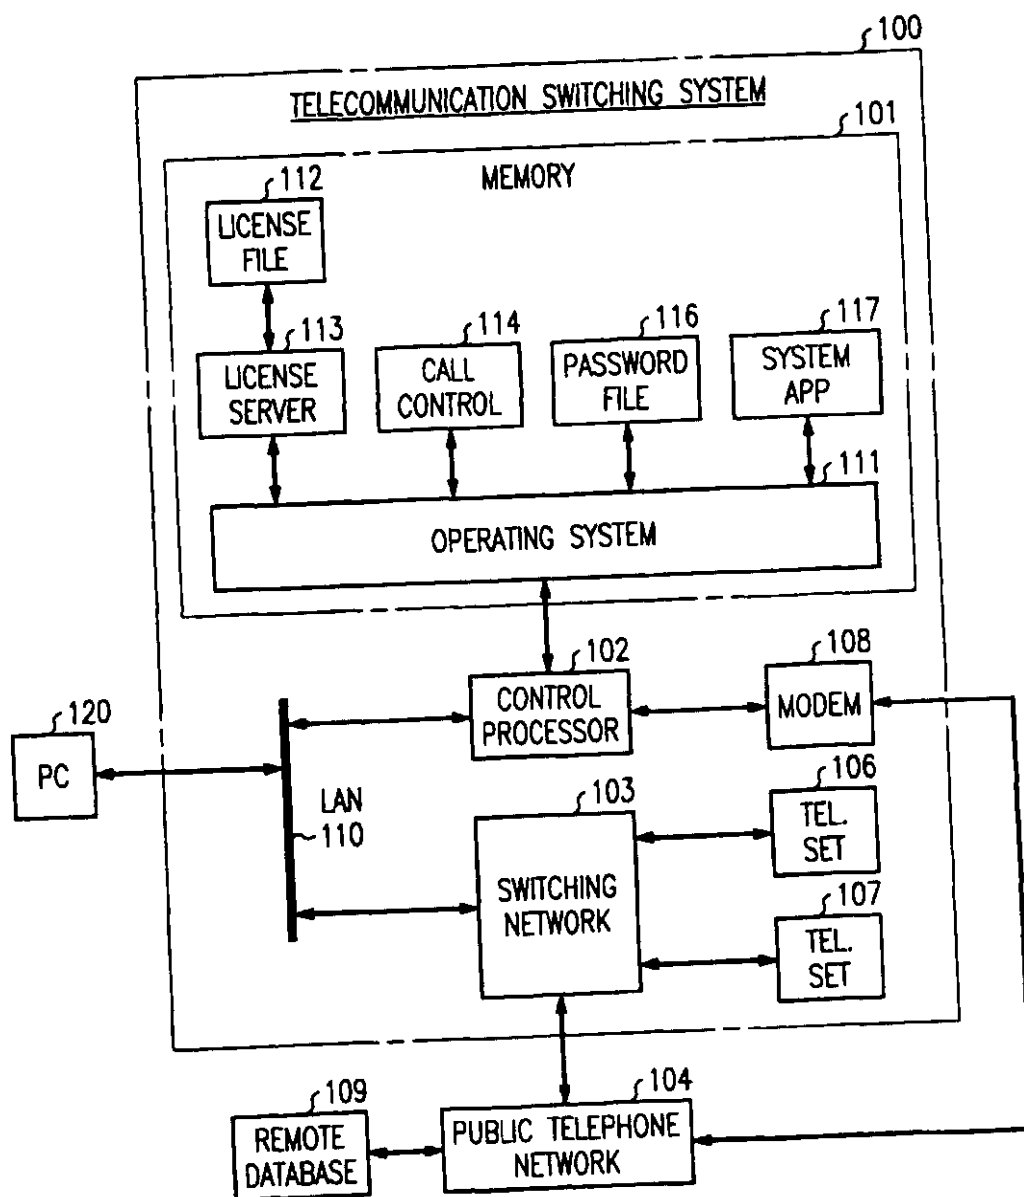 100
TELECOMMUNICATION SWITCHING SYSTEM
101
MEMORY
112
LICENSE
FILE
113
LICENSE
SERVER
114
CALL
CONTROL
116
PASSWORD
FILE
117
SYSTEM
APP
111
OPERATING SYSTEM
102
CONTROL
PROCESSOR
108
MODEM
120
PC
LAN
110
103
SWITCHING
NETWORK
106
TEL.
SET
107
TEL.
SET
109
REMOTE
DATABASE
104
PUBLIC TELEPHONE
NETWORK